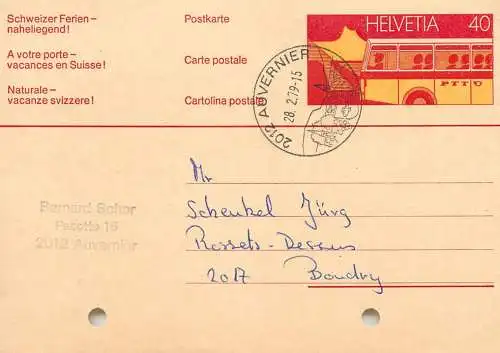 Schweizer Ferien –
naheliegend!
Postkarte
HELVETIA 40
A votre porte –
vacances en Suisse!
Carte postale
PTT
Naturale –
vacanze svizzere!
Cartolina postale
2012 AUVERNIER
28.2.79-15
Mr
Schenkel Jürg
Rossets-Dessus
2017 Boudry
Bernard
16
2012 Auvernier